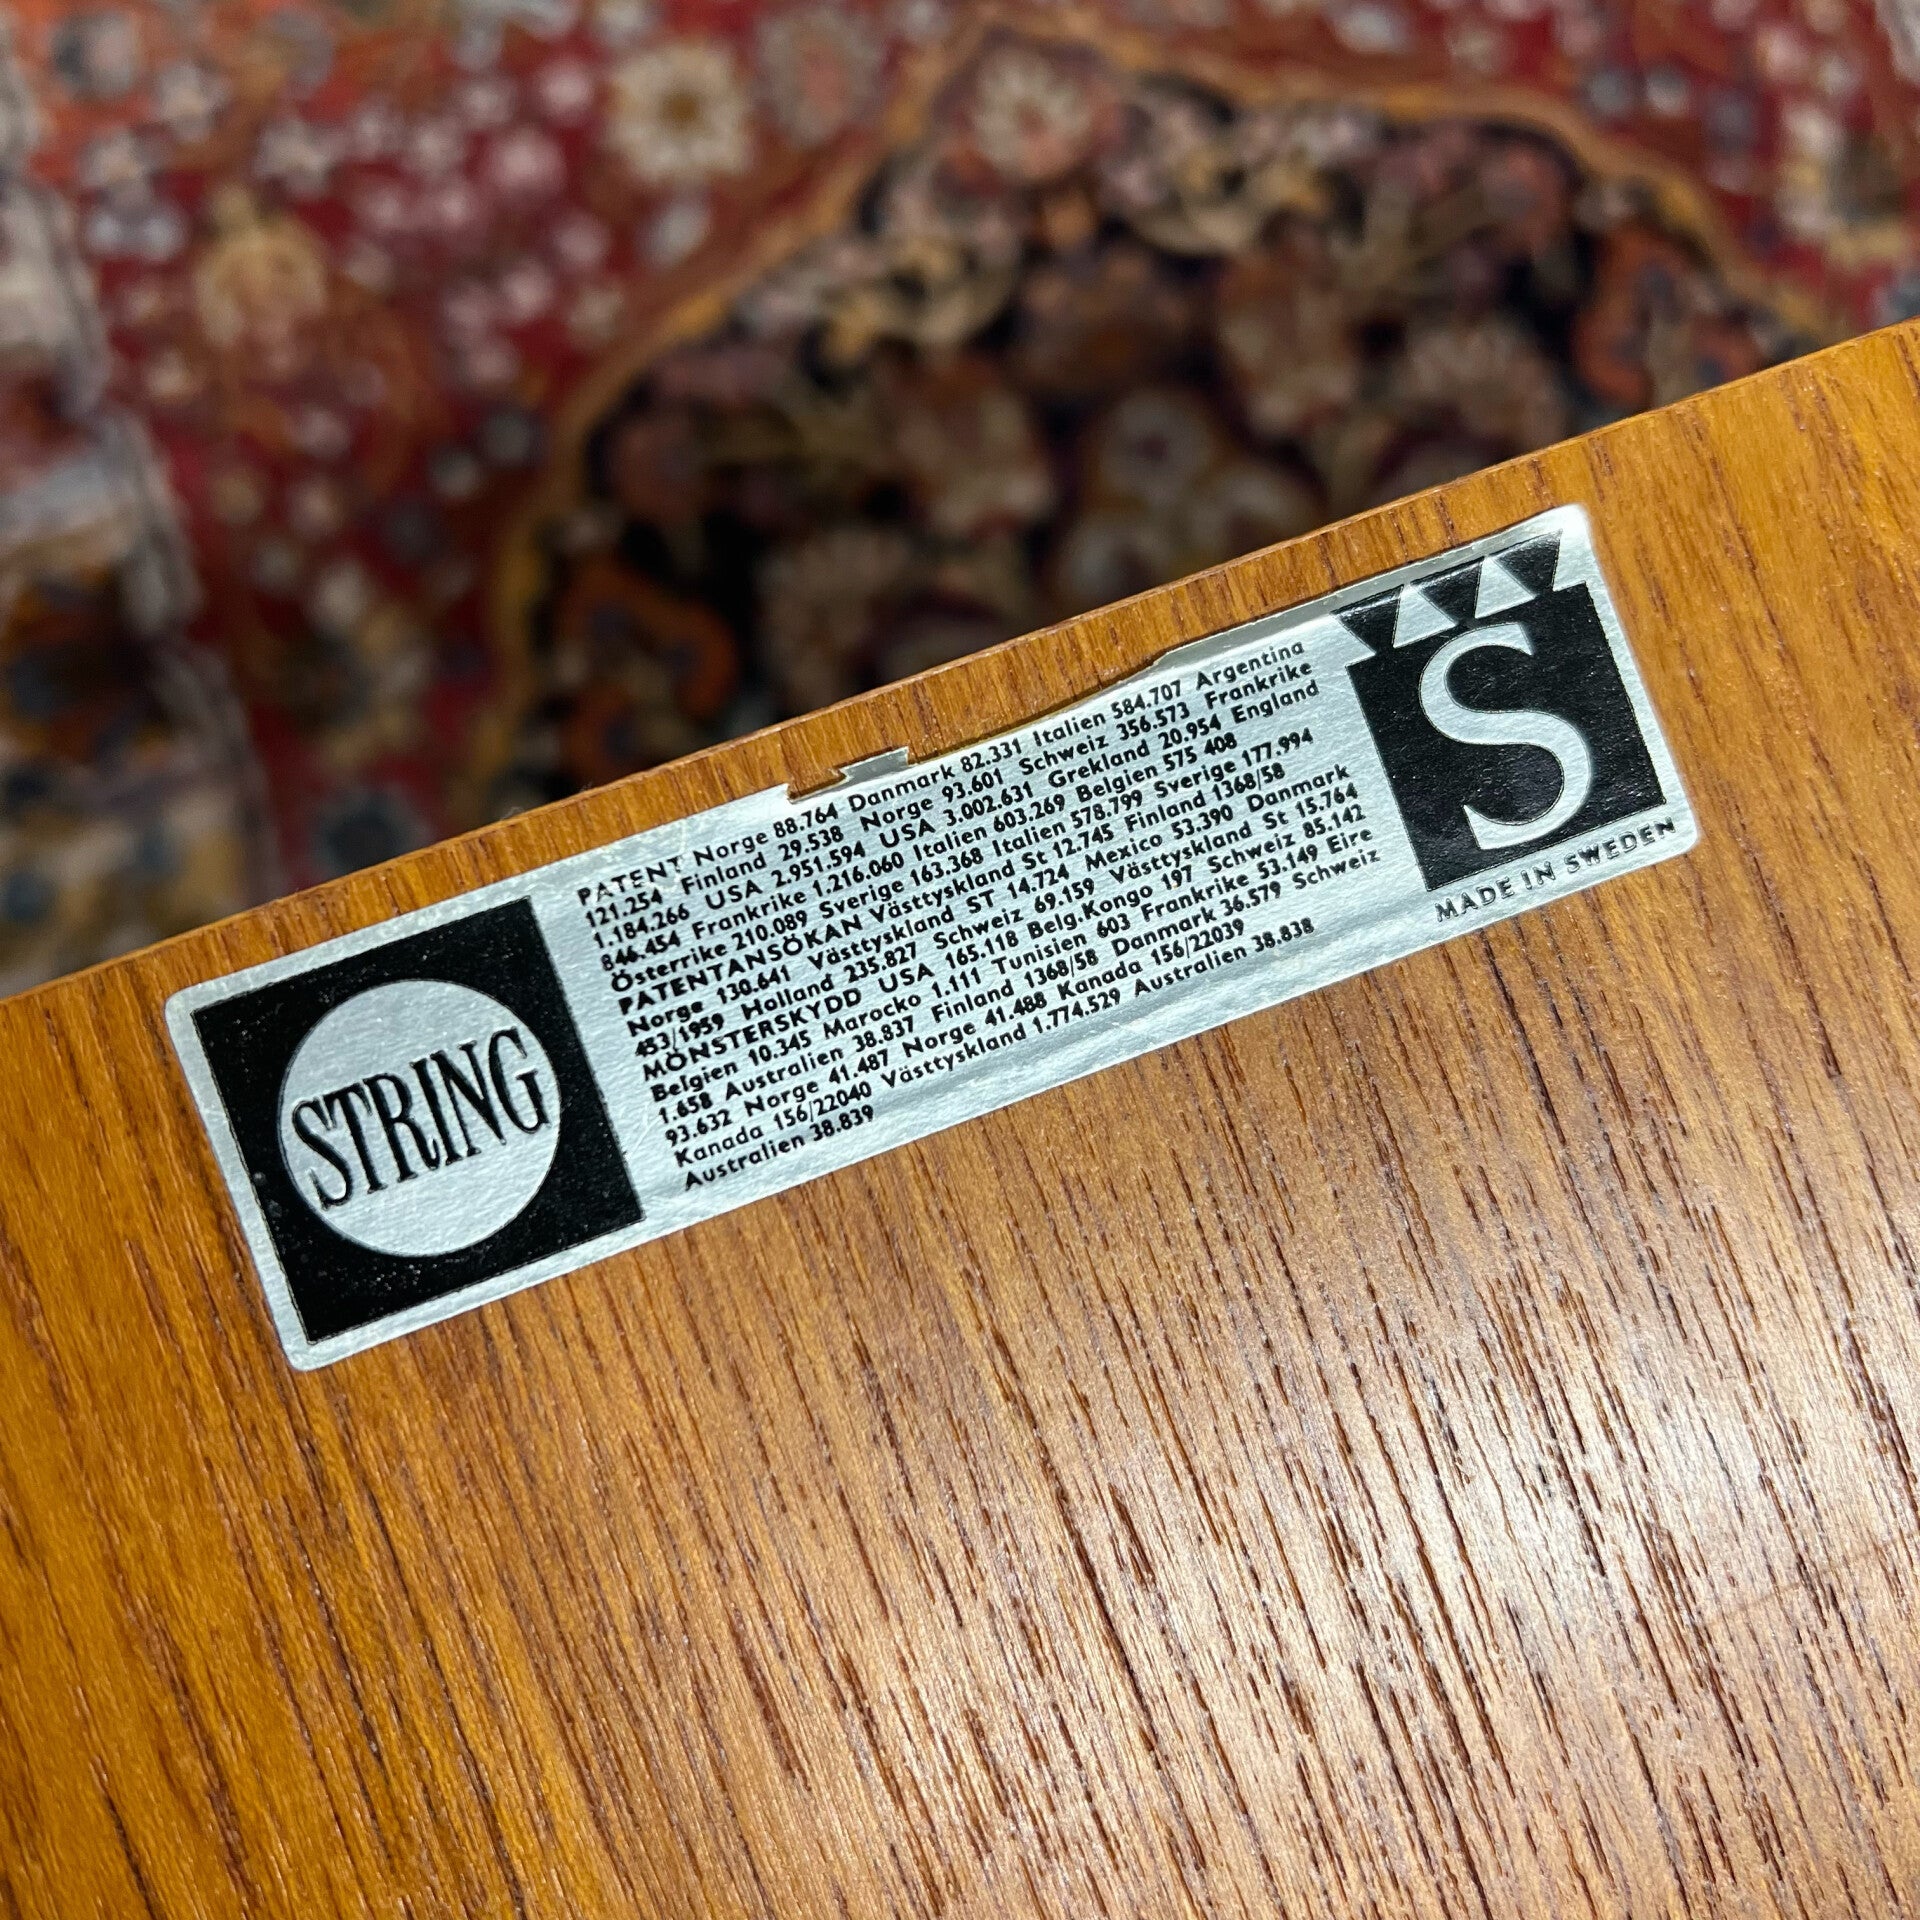 STRING
PATENT Norge 88.764 Danmark 82.331 Italien 584.707 Argentina
121.254 Finland 29.538 Norge 93.601 Schweiz 356.573 Frankrike
1.184.266 USA 2.951.594 USA 3.002.631 Grekland 20.954 England
846.454 Frankrike 1.216.060 Italien 603.269 Belgien 575 408
Österrike 210.089 Sverige 163.368 Italien 578.799 Sverige 177.994
PATENTANSÖKAN Västtyskland St 12.745 Finland 1368/58
Norge 130.641 Västtyskland ST. 14.724 Mexico 53.390 Danmark
453/1959 Holland 235.827 Schweiz 69.159 Västtyskland St 15.764
MÖNSTERSKYDD USA 165.118 Belg.Kongo 197 Schweiz 85.142
Belgien 10.345 Marocko 1.111 Tunisien 603 Frankrike 53.149 Eire
1.658 Australien 38.837 Finland 1368/58 Danmark 36.579 Schweiz
93.632 Norge 41.487 Norge 41.488 Kanada 156/22039
Kanada 156/22040 Västtyskland 1.774.529 Australien 38.838
Australien 38.839
S
MADE IN SWEDEN